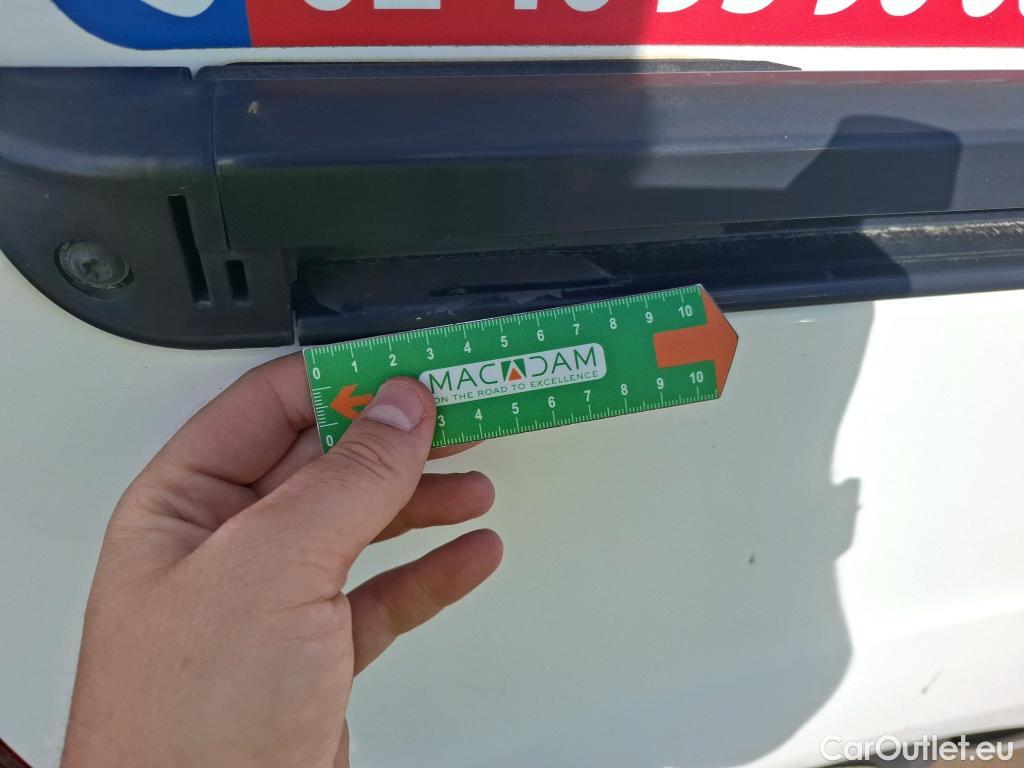 0 1 2 3 4 5 6 7 8 9 10
MACADAM
ON THE ROAD TO EXCELLENCE
0 3 4 5 6 7 8 9 10
CarOutlet.eu